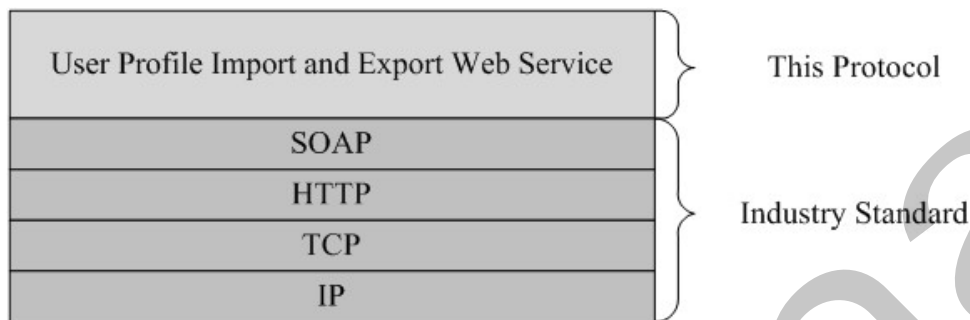 User Profile Import and Export Web Service
This Protocol
SOAP
HTTP
Industry Standard
TCP
IP